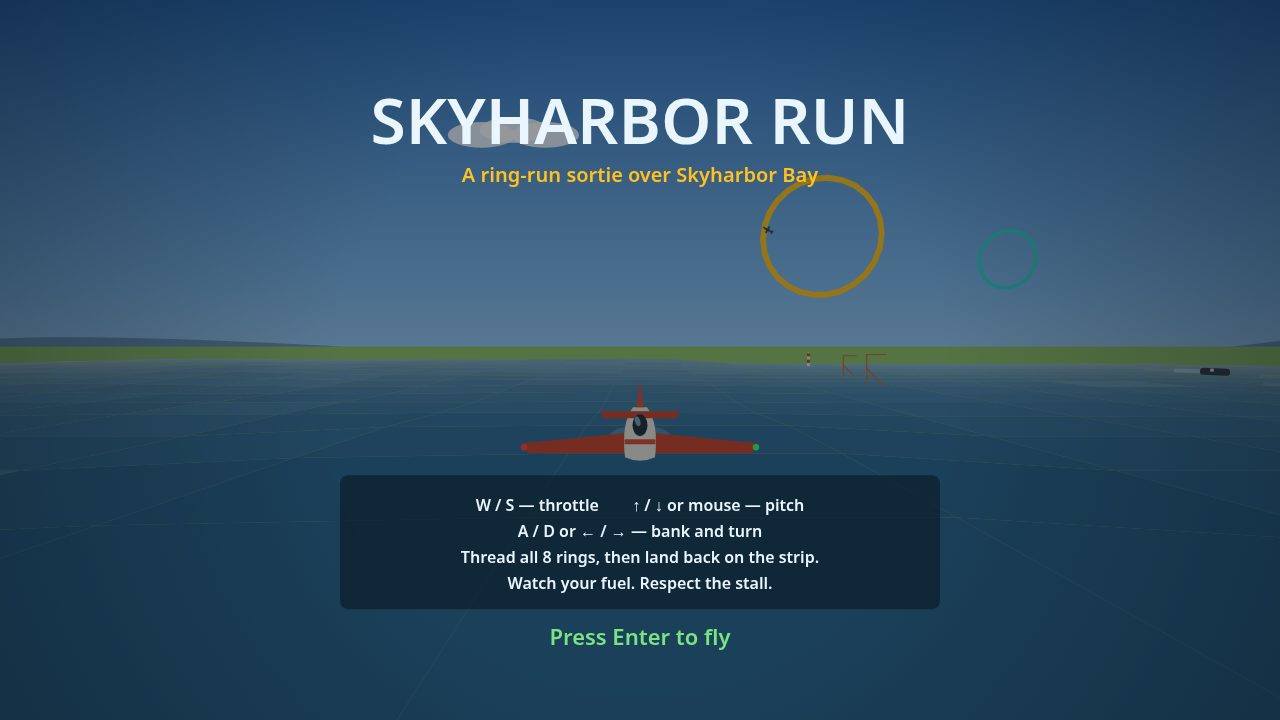 SKYHARBOR RUN
A ring-run sortie over Skyharbor Bay
W / S — throttle   ↑ / ↓ or mouse — pitch
A / D or ← / → — bank and turn
Thread all 8 rings, then land back on the strip.
Watch your fuel. Respect the stall.
Press Enter to fly